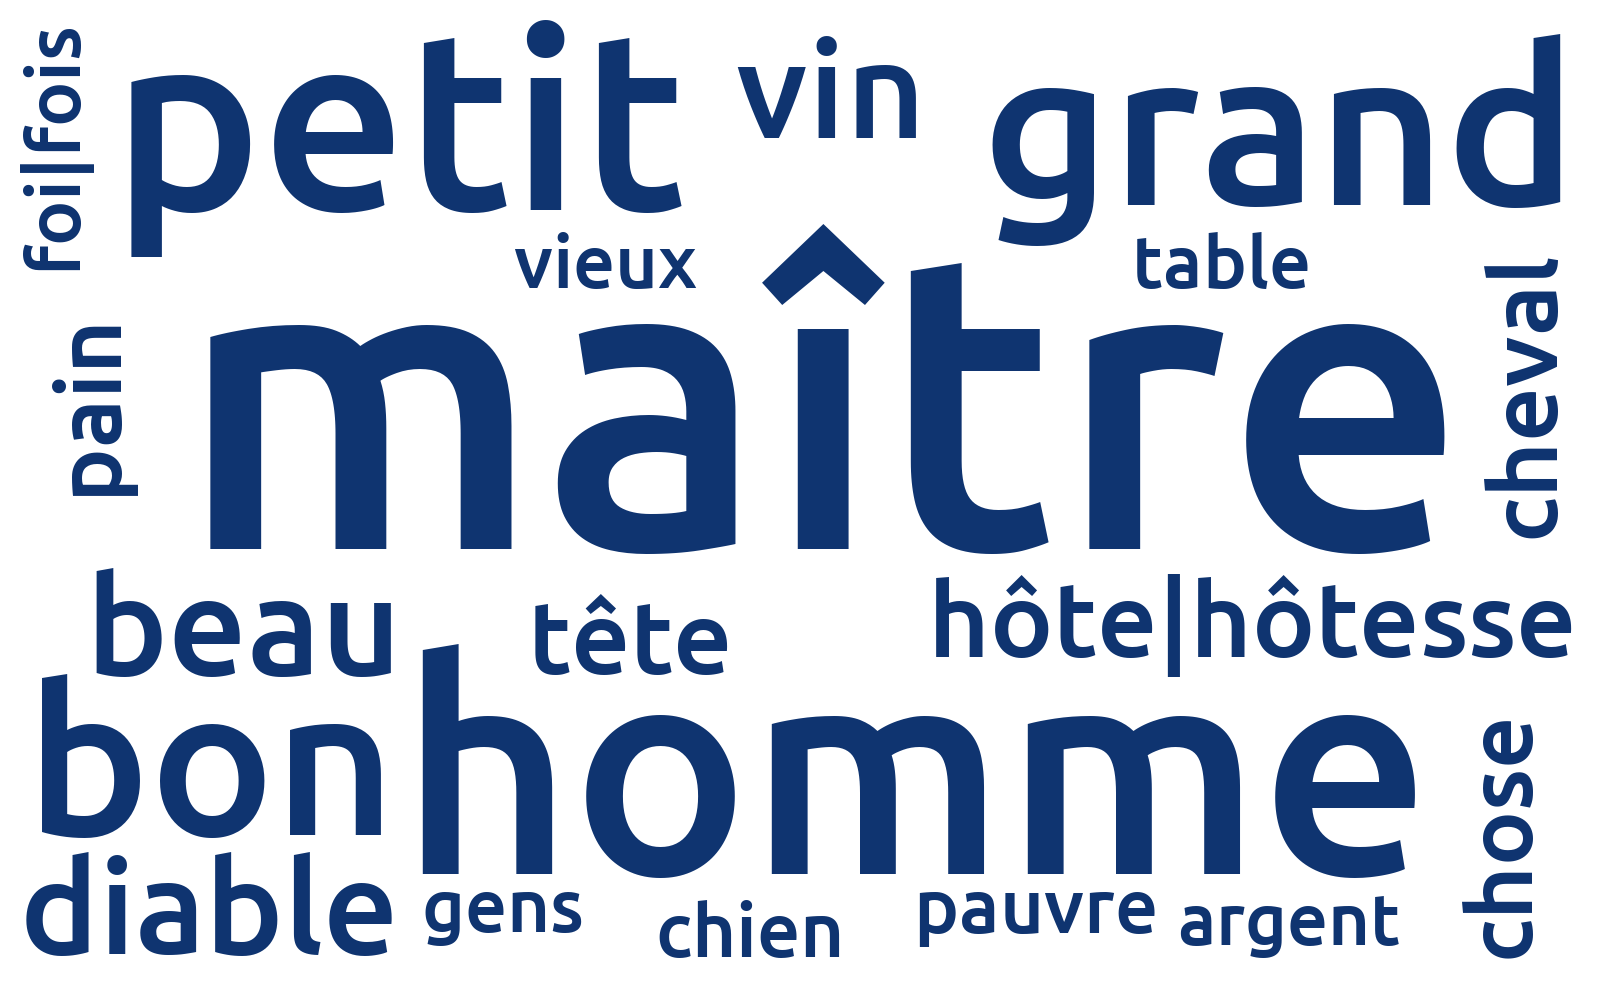 foi|fois
petit
vin
grand
vieux
table
maître
pain
cheval
beau
tête
hôte|hôtesse
bon
homme
chose
diable
gens
chien
pauvre
argent